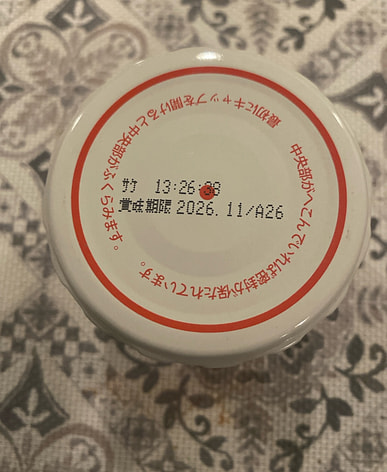 中央部がへこんでいれば密封が保たれています。
最初にキャップを開けると中央部がふくらみます。
サケ 13:26:
賞味期限 2026.11/A26